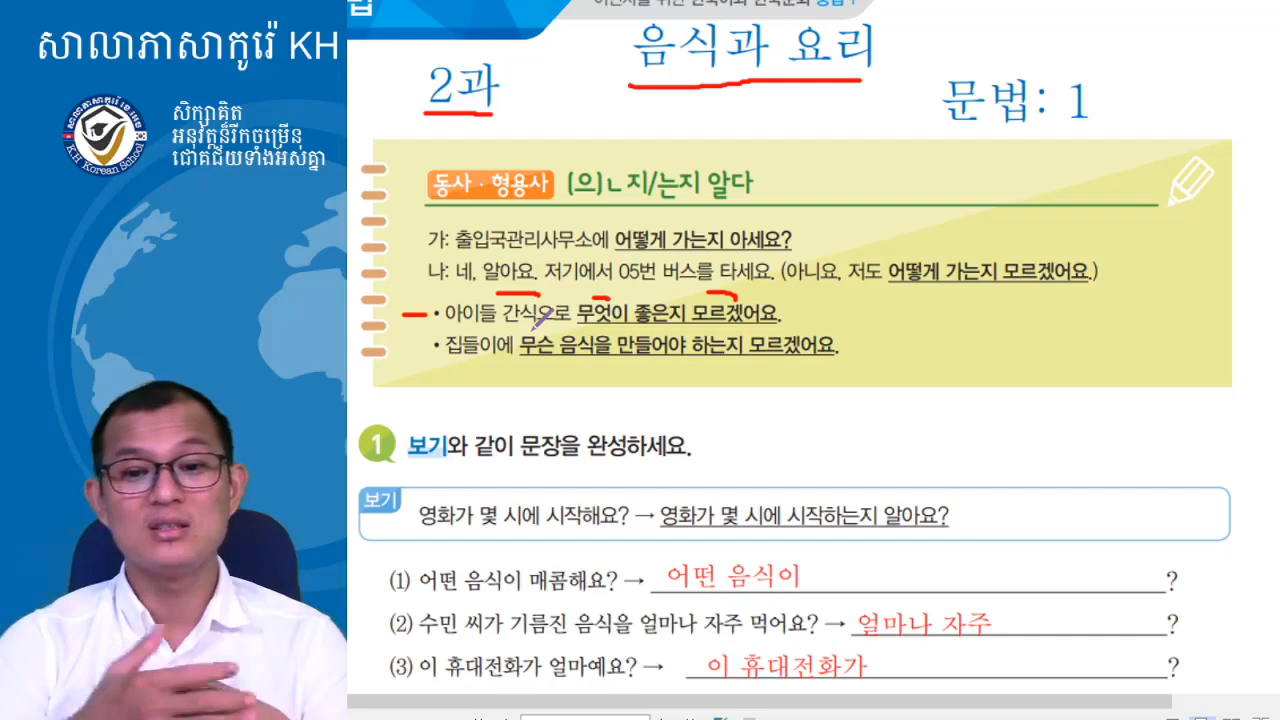 សាលាភាសាកូរ៉េ KH
សិក្សាគិត
អនុវត្តន៏រីកចម្រើន
ជោគជ័យទាំងអស់គ្នា
K.H Korean School
법
음식과 요리
2과
문법: 1
동사·형용사 (으)ㄴ지/는지 알다
가: 출입국관리사무소에 어떻게 가는지 아세요?
나: 네, 알아요. 저기에서 05번 버스를 타세요. (아니요, 저도 어떻게 가는지 모르겠어요.)
• 아이들 간식으로 무엇이 좋은지 모르겠어요.
• 집들이에 무슨 음식을 만들어야 하는지 모르겠어요.
1 보기와 같이 문장을 완성하세요.
보기
영화가 몇 시에 시작해요? → 영화가 몇 시에 시작하는지 알아요?
(1) 어떤 음식이 매콤해요? → 어떤 음식이 ?
(2) 수민 씨가 기름진 음식을 얼마나 자주 먹어요? → 얼마나 자주 ?
(3) 이 휴대전화가 얼마예요? → 이 휴대전화가 ?